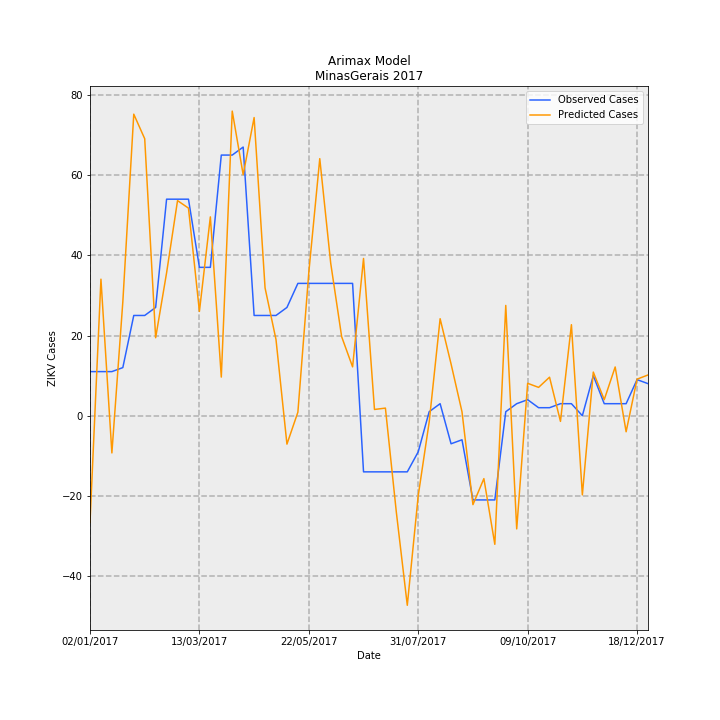 Arimax Model
MinasGerais 2017
Observed Cases
Predicted Cases
80
60
40
20
0
−20
−40
ZIKV Cases
02/01/2017 13/03/2017 22/05/2017 31/07/2017 09/10/2017 18/12/2017
Date